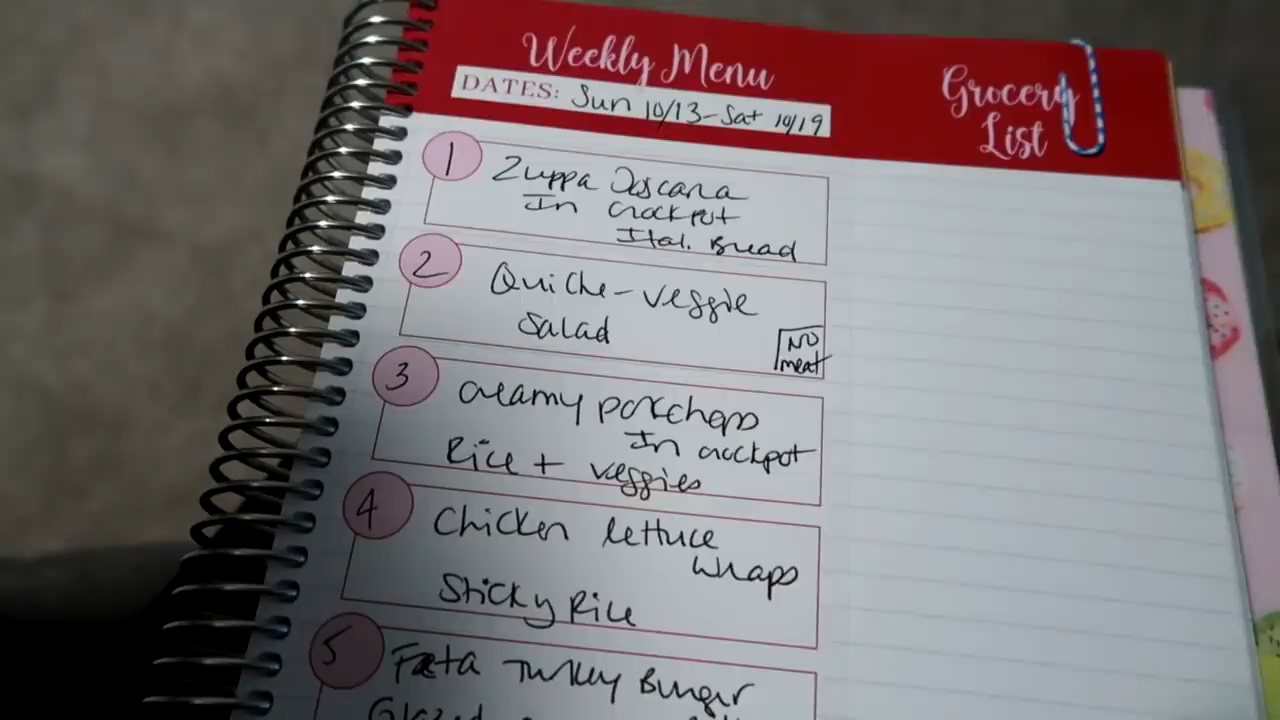 Weekly Menu
DATES: Sun 10/13-Sat 10/19
Grocery
List
1
Zuppa Toscana
In crockpot
Ital. Bread
2
Quiche-veggie
Salad
NO
meat
3
creamy porkchops
In crockpot
Rice + veggies
4
Chicken lettuce
wraps
Sticky Rice
5
Feta Turkey Burger
Glazed